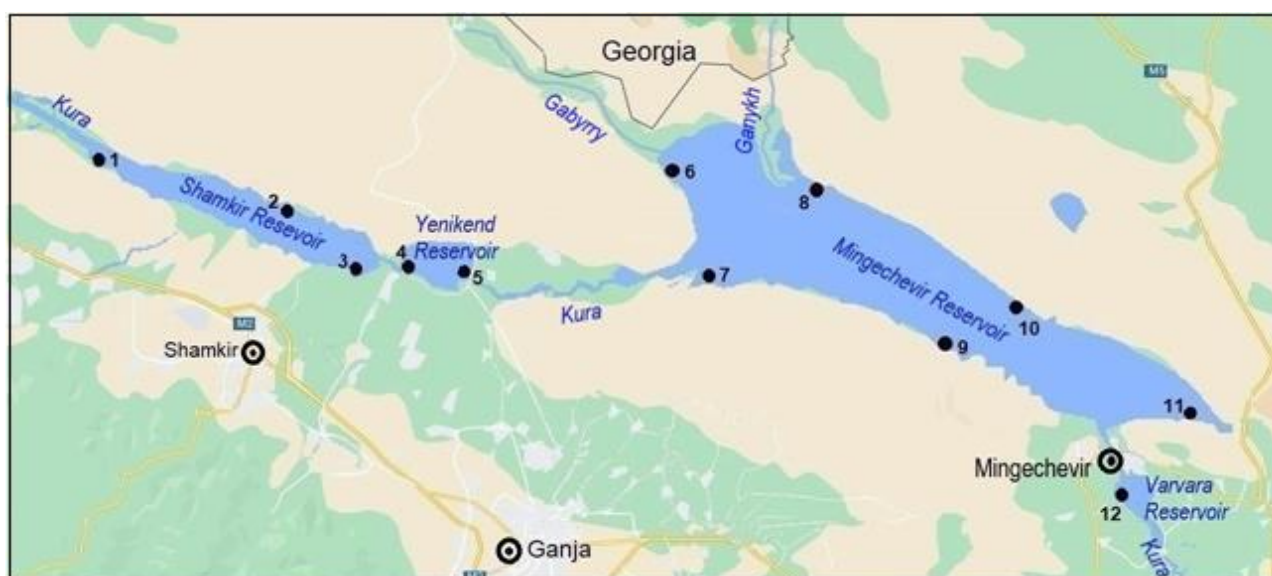 Georgia
M5
Kura
Gabyrry
Ganykh
1
6
8
2
Shamkir Resevoir
Yenikend
Reservoir
3
4
5
7
Mingechevir Reservoir
Kura
10
M2
Shamkir
9
11
Mingechevir
12
Varvara
Reservoir
Kura
Ganja